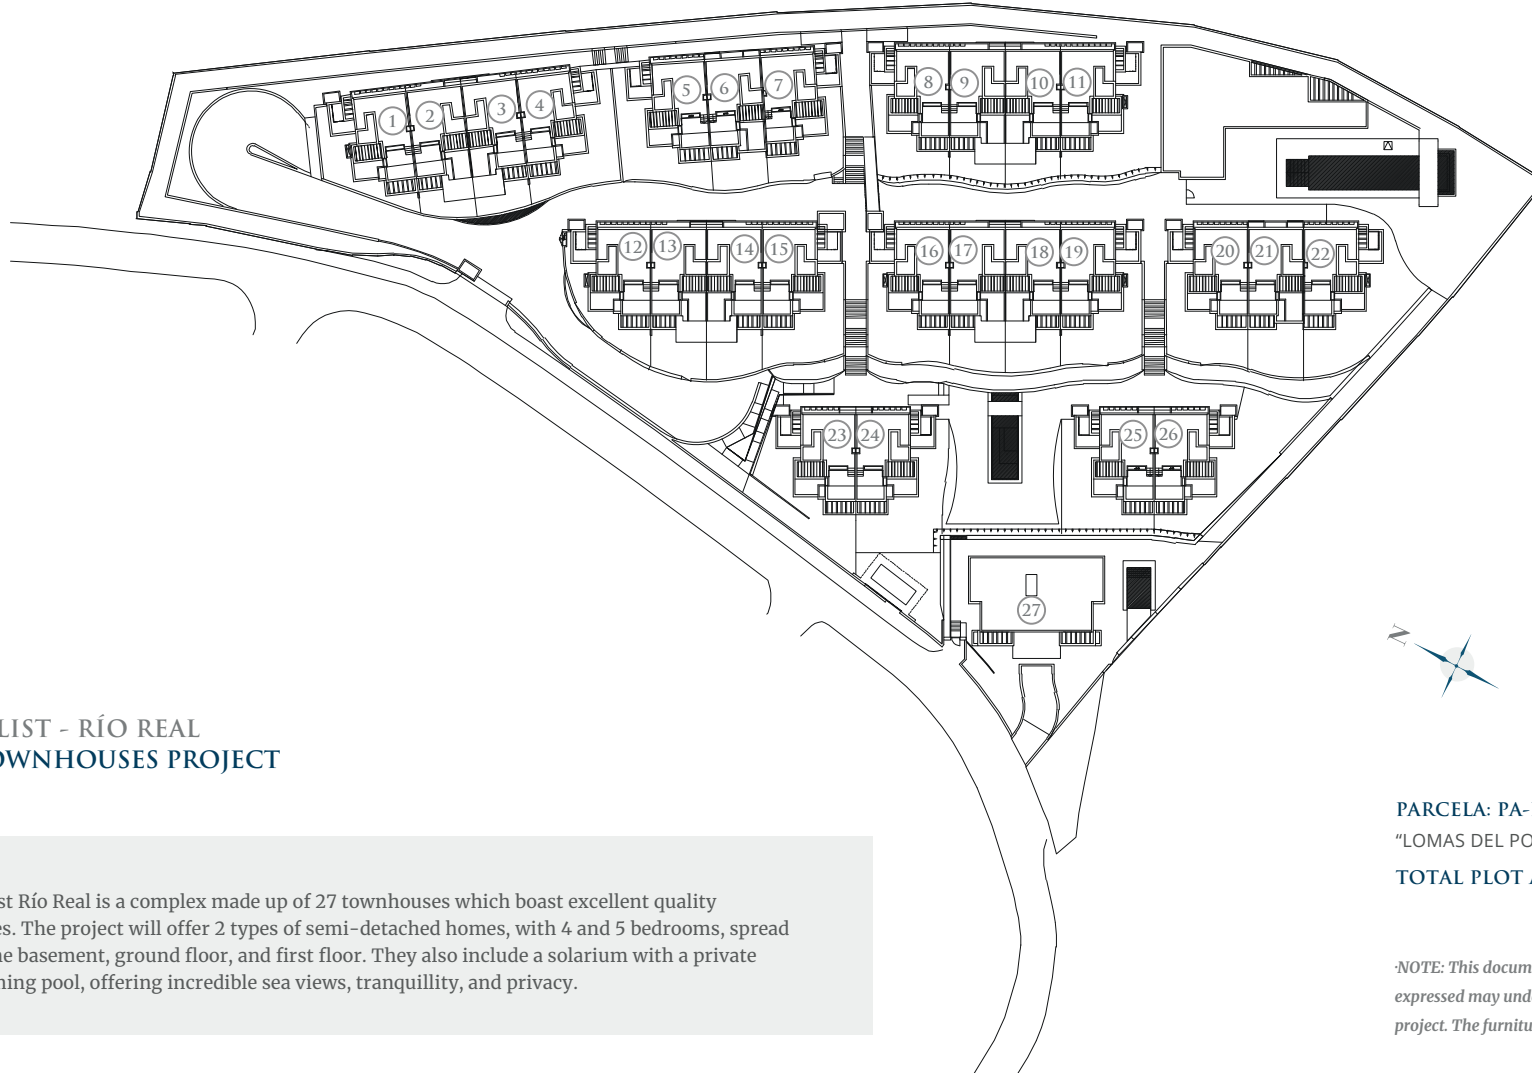 1 2 3 4 5 6 7 8 9 10 11
12 13 14 15 16 17 18 19 20 21 22
23 24 25 26
27
N
LIST - RÍO REAL
TOWNHOUSES PROJECT
Río Real is a complex made up of 27 townhouses which boast excellent quality
The project will offer 2 types of semi-detached homes, with 4 and 5 bedrooms, spread
basement, ground floor, and first floor. They also include a solarium with a private
pool, offering incredible sea views, tranquillity, and privacy.
PARCELA: PA-
“LOMAS DEL PO
TOTAL PLOT
·NOTE: This docum
expressed may und
project. The furnitu